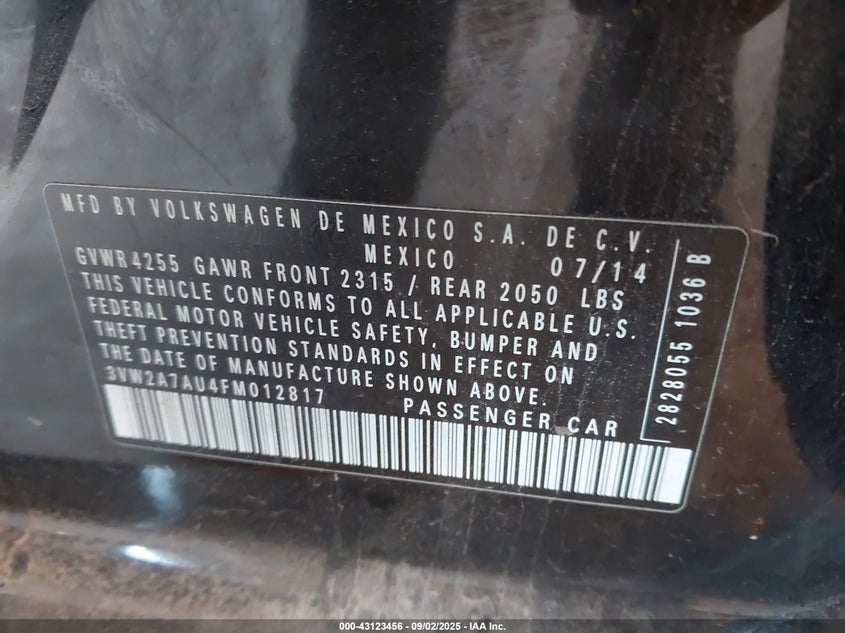 MFD BY VOLKSWAGEN DE MEXICO S.A. DE C.V.
MEXICO 07/14
GVWR 4255 GAWR FRONT 2315 / REAR 2050 LBS
THIS VEHICLE CONFORMS TO ALL APPLICABLE U.S.
FEDERAL MOTOR VEHICLE SAFETY, BUMPER AND
THEFT PREVENTION STANDARDS IN EFFECT ON
THE DATE OF MANUFACTURE SHOWN ABOVE.
3VW2A7AU4FM012817
PASSENGER CAR
2828055 1036 B
000-43123456 - 09/02/2025 - IAA Inc.